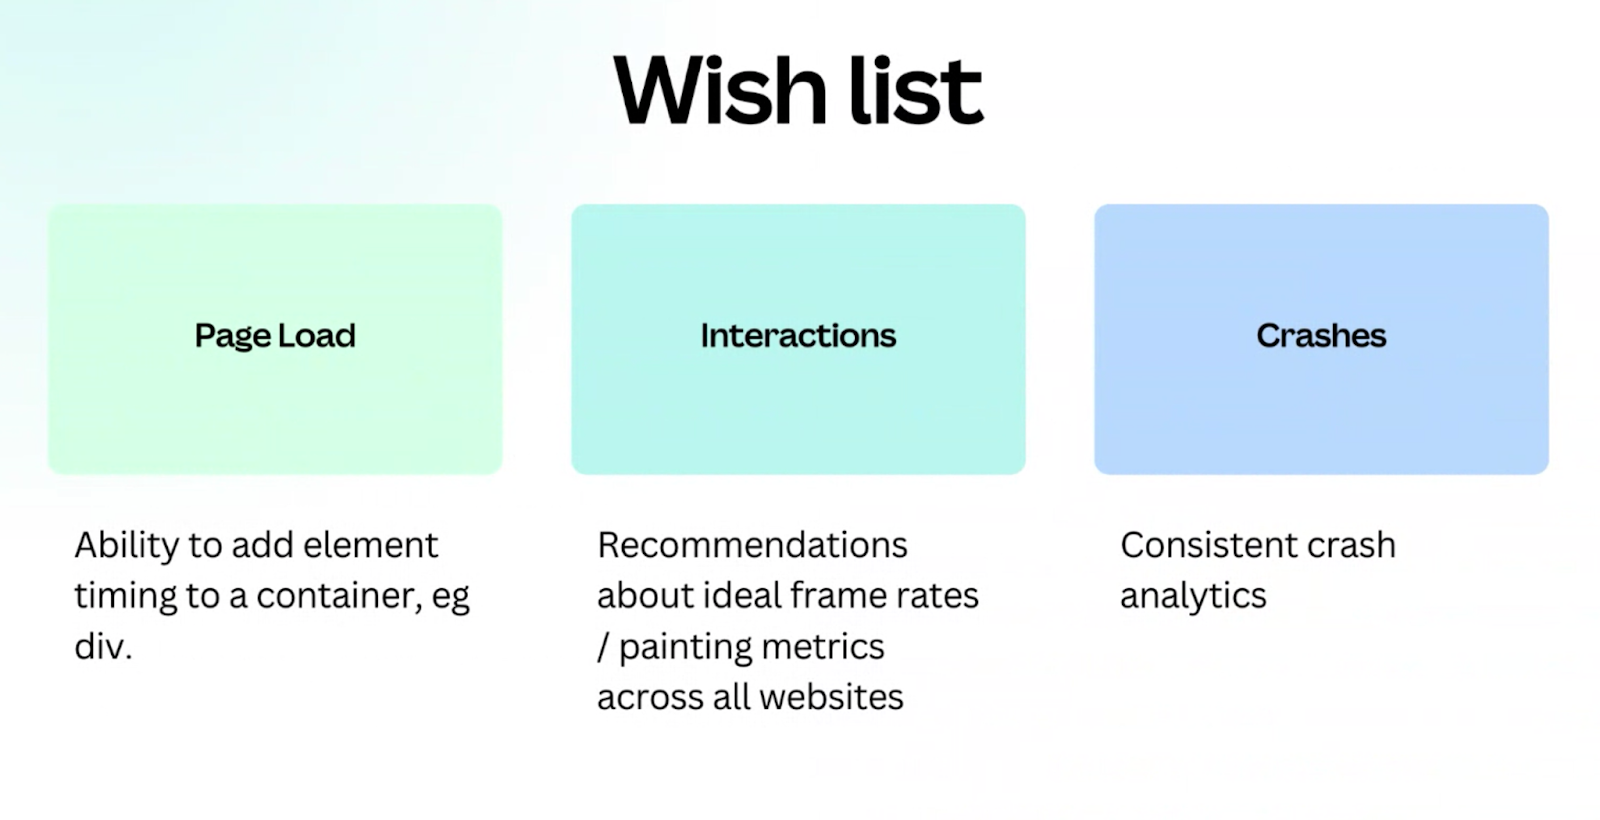 Wish list
Page Load
Ability to add element
timing to a container, eg
div.
Interactions
Recommendations
about ideal frame rates
/ painting metrics
across all websites
Crashes
Consistent crash
analytics